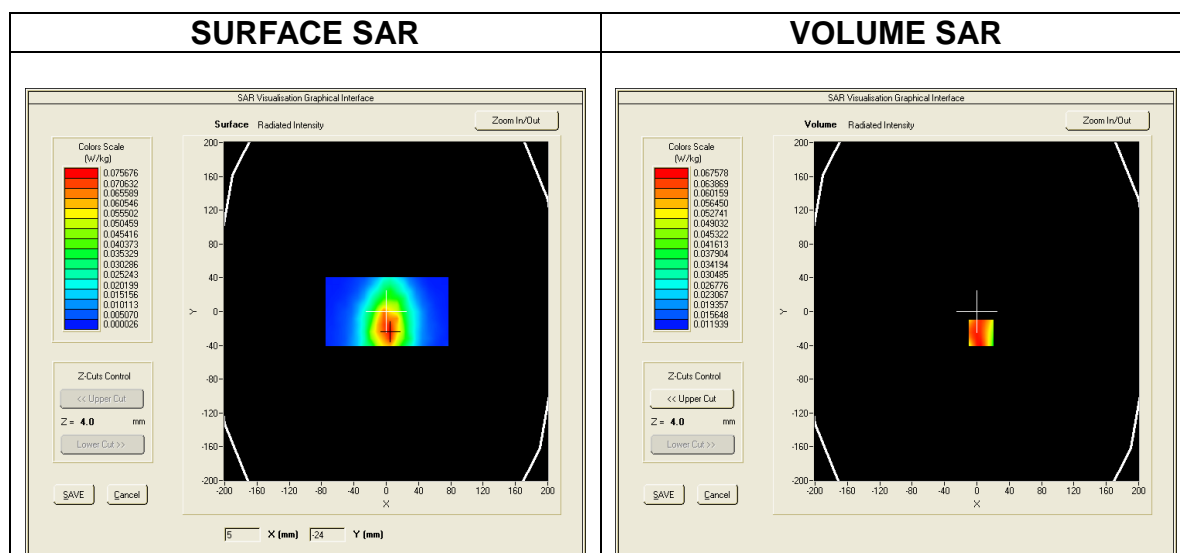 SURFACE SAR
VOLUME SAR
SAR Visualisation Graphical Interface
Surface Radiated Intensity
Zoom In/Out
Colors Scale
(W/kg)
0.075676
0.070632
0.065589
0.060546
0.055502
0.050459
0.045416
0.040373
0.035329
0.030286
0.025243
0.020199
0.015156
0.010113
0.005070
0.000026
Z-Cuts Control
<< Upper Cut
Z = 4.0 mm
Lower Cut >>
SAVE Cancel
200
160
120
80
40
0
-40
-80
-120
-160
-200
Y
-200 -160 -120 -80 -40 0 40 80 120 160 200
X
5 X (mm) -24 Y (mm)
SAR Visualisation Graphical Interface
Volume Radiated Intensity
Zoom In/Out
Colors Scale
(W/kg)
0.067578
0.063869
0.060159
0.056450
0.052741
0.049032
0.045322
0.041613
0.037904
0.034194
0.030485
0.026776
0.023067
0.019357
0.015648
0.011939
Z-Cuts Control
<< Upper Cut
Z = 4.0 mm
Lower Cut >>
SAVE Cancel
200
160
120
80
40
0
-40
-80
-120
-160
-200
Y
-200 -160 -120 -80 -40 0 40 80 120 160 200
X